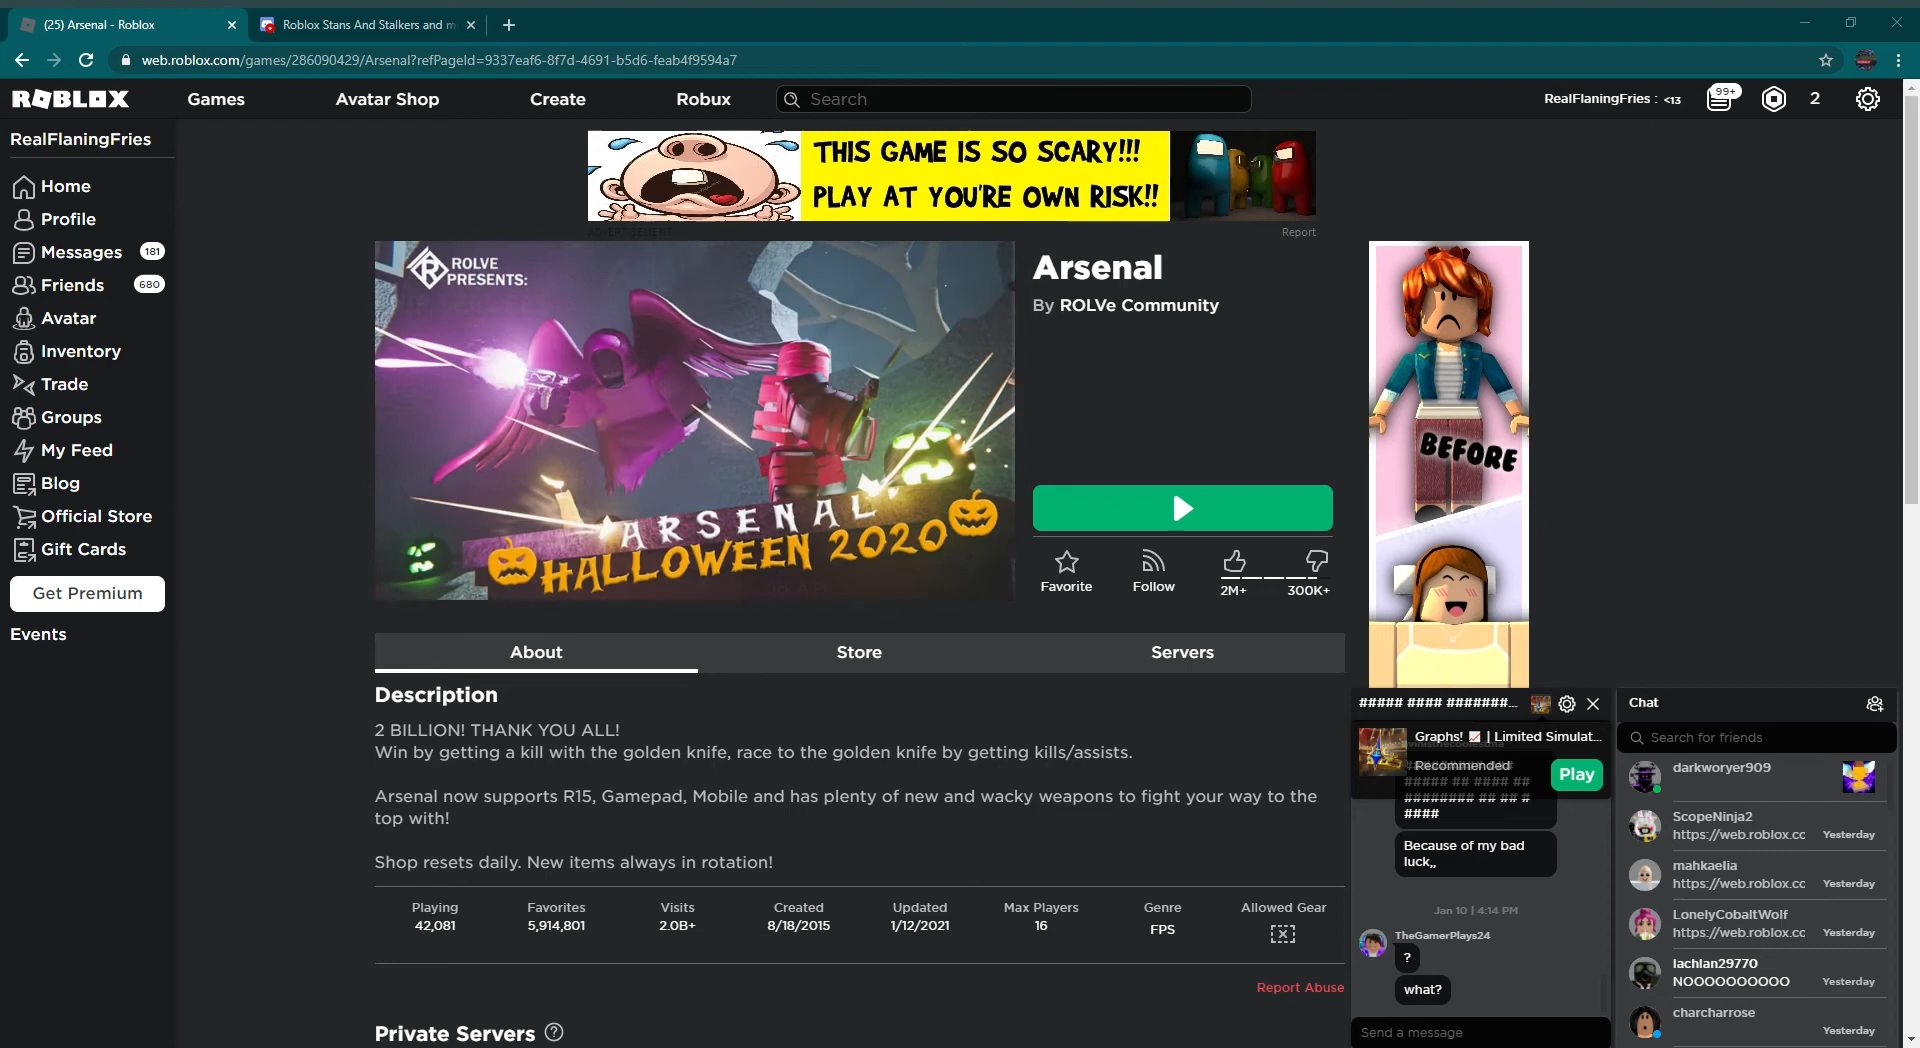 (25) Arsenal - Roblox
Roblox Stans And Stalkers and m
web.roblox.com/games/286090429/Arsenal?refPageId=9337eaf6-8f7d-4691-b5d6-feab4f9594a7
ROBLOX
Games
Avatar Shop
Create
Robux
Search
RealFlaningFries : <13
99+
2
RealFlaningFries
Home
Profile
Messages 181
Friends 680
Avatar
Inventory
Trade
Groups
My Feed
Blog
Official Store
Gift Cards
Get Premium
Events
THIS GAME IS SO SCARY!!!
PLAY AT YOU'RE OWN RISK!!
ADVERTISEMENT
Report
ROLVE
PRESENTS:
ARSENAL
HALLOWEEN 2020
Arsenal
By ROLVe Community
Favorite
Follow
2M+
300K+
BEFORE
About
Store
Servers
Description
2 BILLION! THANK YOU ALL!
Win by getting a kill with the golden knife, race to the golden knife by getting kills/assists.
Arsenal now supports R15, Gamepad, Mobile and has plenty of new and wacky weapons to fight your way to the
top with!
Shop resets daily. New items always in rotation!
Playing
42,081
Favorites
5,914,801
Visits
2.0B+
Created
8/18/2015
Updated
1/12/2021
Max Players
16
Genre
FPS
Allowed Gear
Report Abuse
Private Servers
##### #### #######...
Graphs! 📈 | Limited Simulat...
Recommended
Play
##### ## #### ##
######## ## ## #
####
Because of my bad
luck,,
Jan 10 | 4:14 PM
TheGamerPlays24
?
what?
Send a message
Chat
Search for friends
darkworyer909
ScopeNinja2
https://web.roblox.cc Yesterday
mahkaelia
https://web.roblox.cc Yesterday
LonelyCobaltWolf
https://web.roblox.cc Yesterday
lachlan29770
NOOOOOOOOOO Yesterday
charcharrose
Yesterday